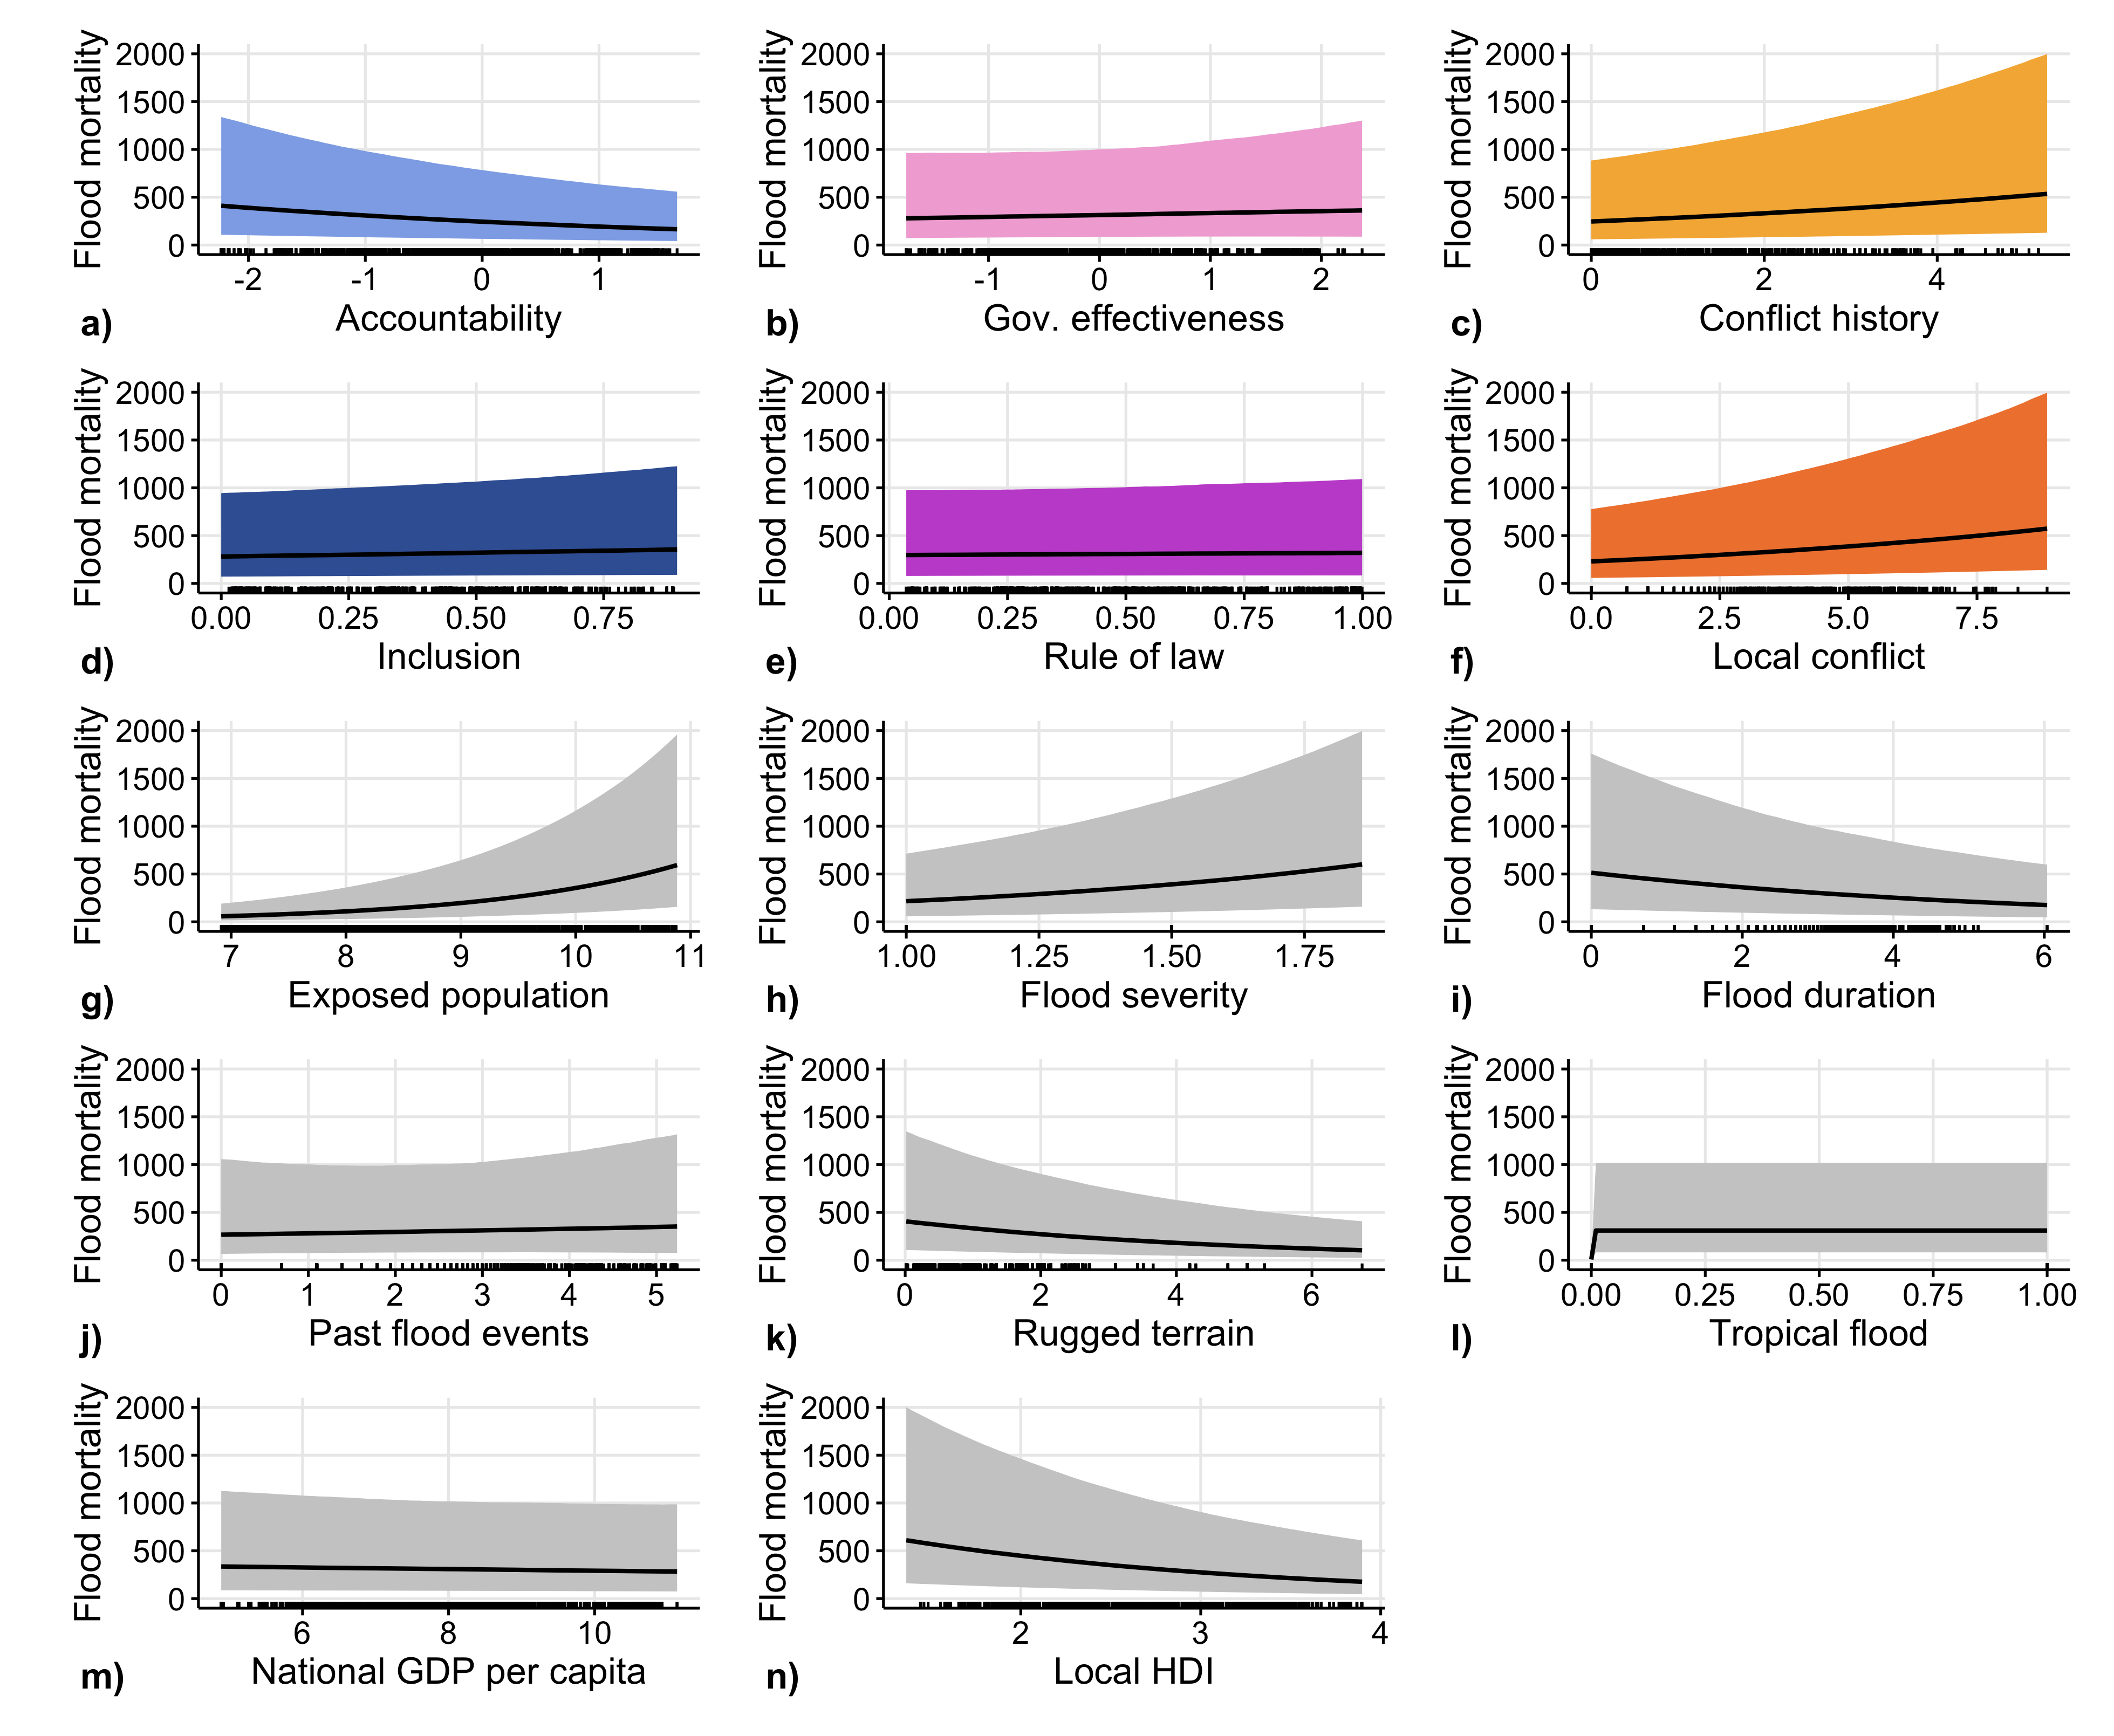 Flood mortality
2000
1500
1000
500
0
-2 -1 0 1
a) Accountability
Flood mortality
2000
1500
1000
500
0
-1 0 1 2
b) Gov. effectiveness
Flood mortality
2000
1500
1000
500
0
0 2 4
c) Conflict history
Flood mortality
2000
1500
1000
500
0
0.00 0.25 0.50 0.75
d) Inclusion
Flood mortality
2000
1500
1000
500
0
0.00 0.25 0.50 0.75 1.00
e) Rule of law
Flood mortality
2000
1500
1000
500
0
0.0 2.5 5.0 7.5
f) Local conflict
Flood mortality
2000
1500
1000
500
0
7 8 9 10 11
g) Exposed population
Flood mortality
2000
1500
1000
500
0
1.00 1.25 1.50 1.75
h) Flood severity
Flood mortality
2000
1500
1000
500
0
0 2 4 6
i) Flood duration
Flood mortality
2000
1500
1000
500
0
0 1 2 3 4 5
j) Past flood events
Flood mortality
2000
1500
1000
500
0
0 2 4 6
k) Rugged terrain
Flood mortality
2000
1500
1000
500
0
0.00 0.25 0.50 0.75 1.00
l) Tropical flood
Flood mortality
2000
1500
1000
500
0
6 8 10
m) National GDP per capita
Flood mortality
2000
1500
1000
500
0
2 3 4
n) Local HDI